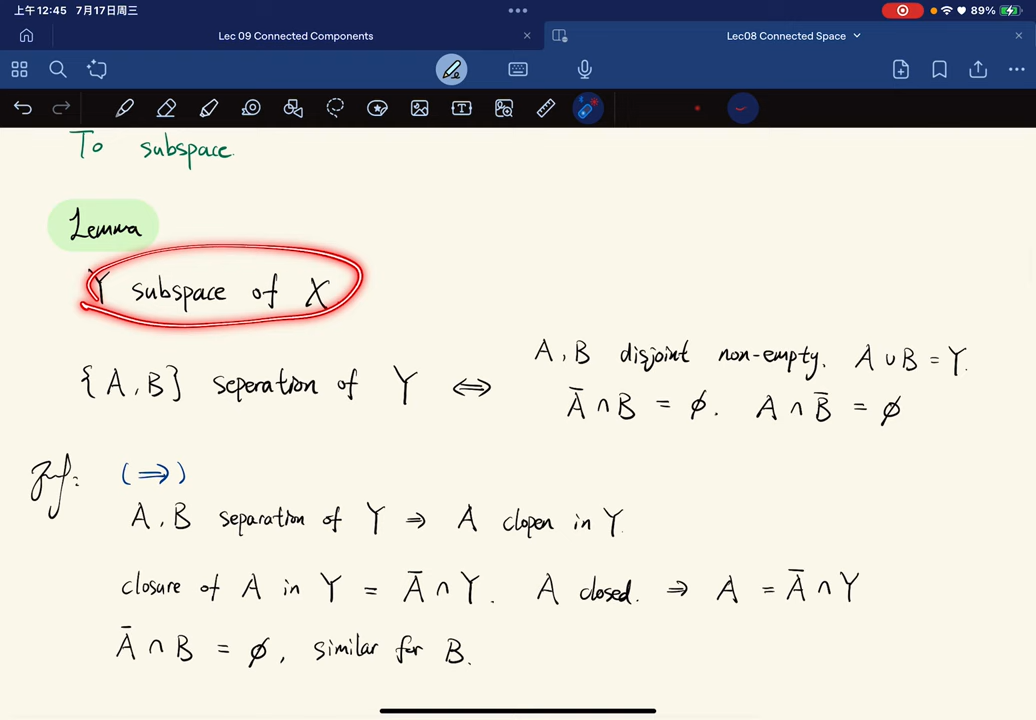 上午12:45 7月17日周三
89%
Lec 09 Connected Components
Lec08 Connected Space
To subspace.
Lemma
Y subspace of X
{A, B} seperation of Y ⇔ A, B disjoint non-empty. A ∪ B = Y.
Ā ∩ B = ∅. A ∩ B̄ = ∅
Pruf: (⇒)
A, B separation of Y ⇒ A clopen in Y.
closure of A in Y = Ā ∩ Y. A closed. ⇒ A = Ā ∩ Y
Ā ∩ B = ∅, similar for B.